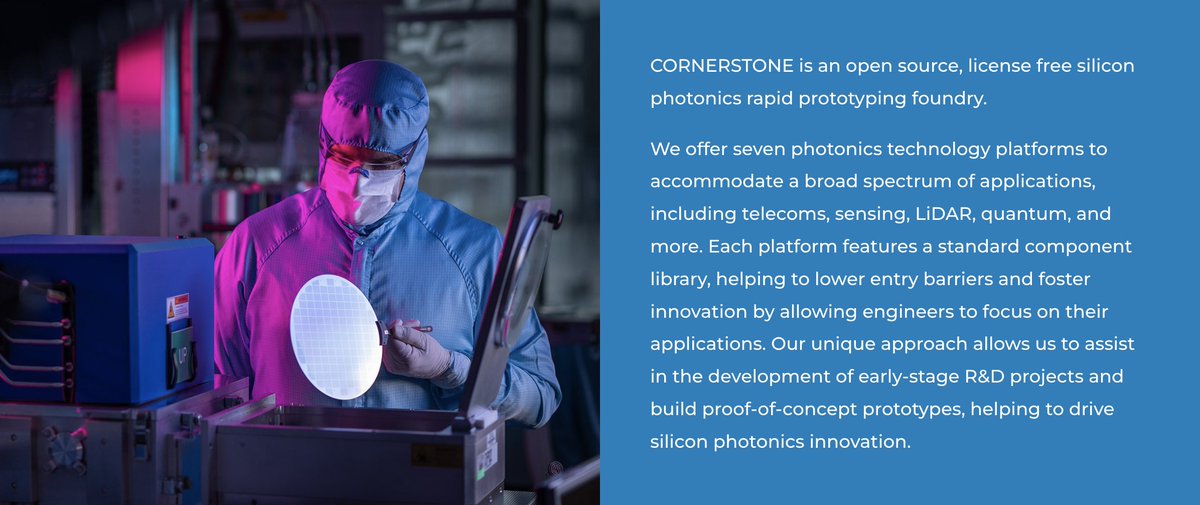 CORNERSTONE is an open source, license free silicon
photonics rapid prototyping foundry.
We offer seven photonics technology platforms to
accommodate a broad spectrum of applications,
including telecoms, sensing, LiDAR, quantum, and
more. Each platform features a standard component
library, helping to lower entry barriers and foster
innovation by allowing engineers to focus on their
applications. Our unique approach allows us to assist
in the development of early-stage R&D projects and
build proof-of-concept prototypes, helping to drive
silicon photonics innovation.
UP